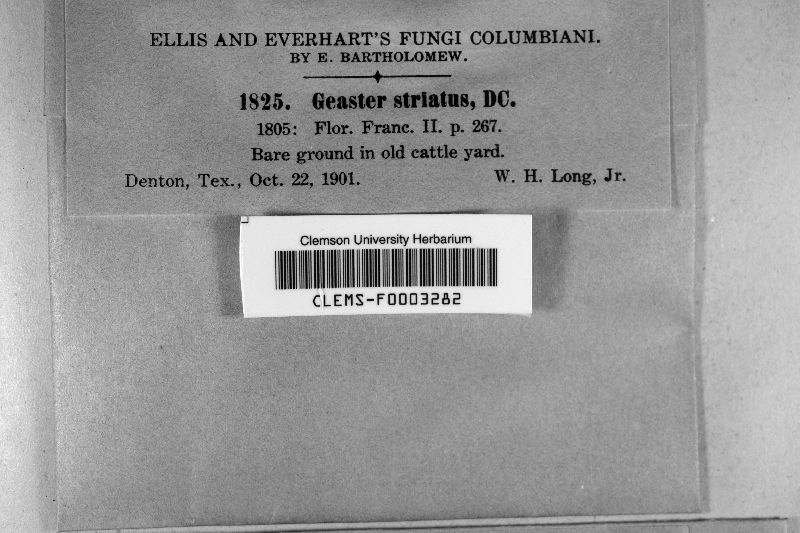 ELLIS AND EVERHART'S FUNGI COLUMBIANI.
BY E. BARTHOLOMEW.
1825. Geaster striatus, DC.
1805: Flor. Franc. II. p. 267.
Bare ground in old cattle yard.
Denton, Tex., Oct. 22, 1901. W. H. Long, Jr.
Clemson University Herbarium
CLEMS-F0003282